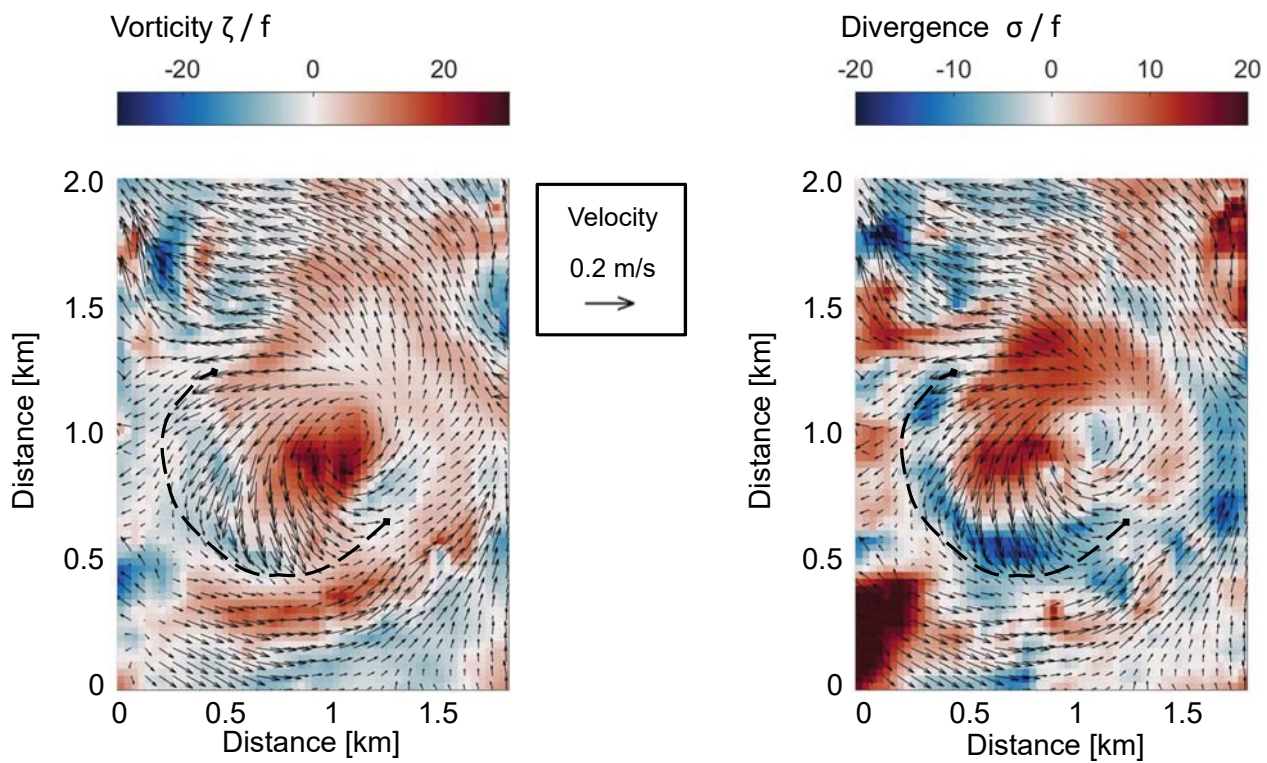 Vorticity ζ / f
-20 0 20
Divergence σ / f
-20 -10 0 10 20
Velocity
0.2 m/s
2.0
1.5
1.0
0.5
0
Distance [km]
0 0.5 1 1.5
Distance [km]
2.0
1.5
1.0
0.5
0
Distance [km]
0 0.5 1 1.5
Distance [km]